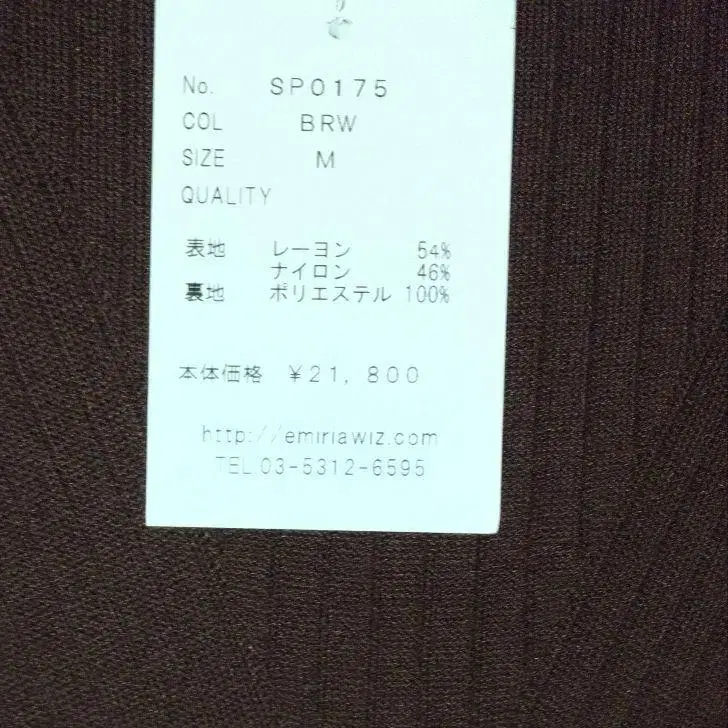 No. SP0175
COL BRW
SIZE M
QUALITY
表地 レーヨン 54%
ナイロン 46%
裏地 ポリエステル 100%
本体価格 ¥21,800
http://emiriawiz.com
TEL.03-5312-6595